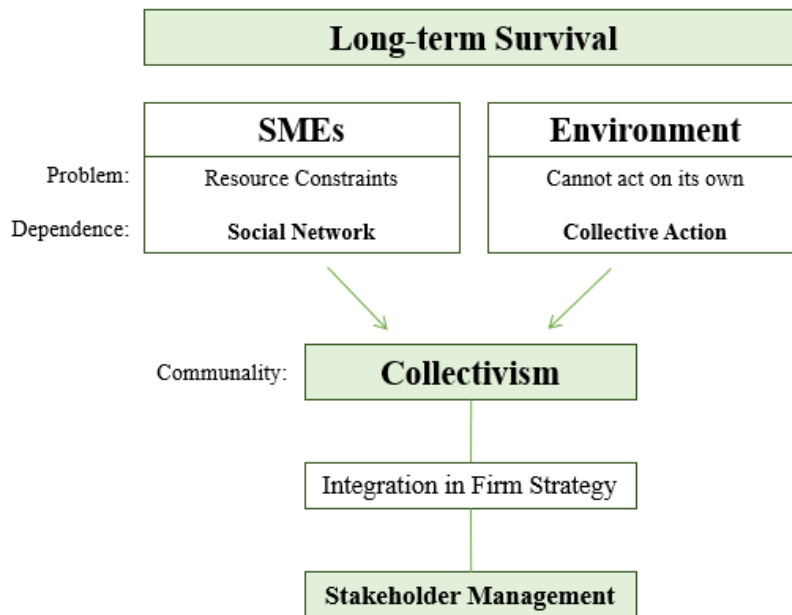 Long-term Survival
SMEs
Environment
Problem:
Resource Constraints
Cannot act on its own
Dependence:
Social Network
Collective Action
Communality:
Collectivism
Integration in Firm Strategy
Stakeholder Management